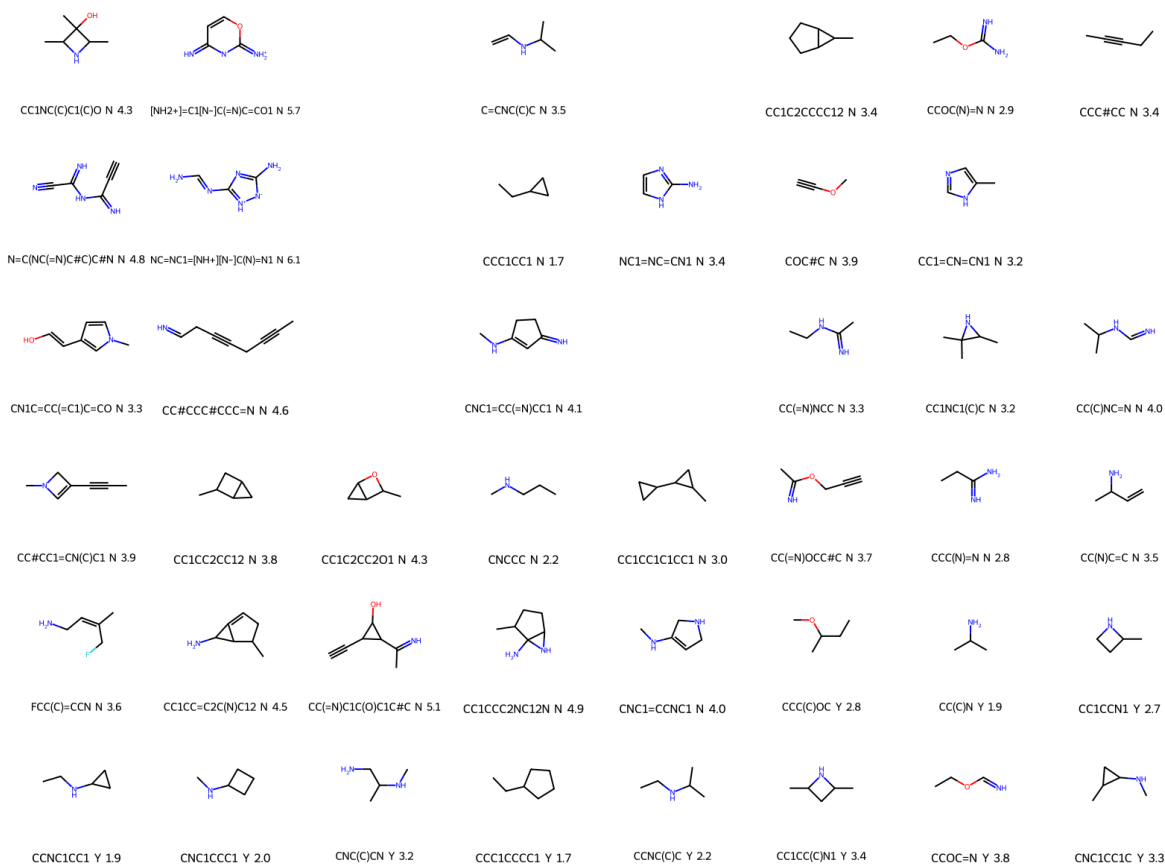 CC1NC(C)C1(C)O N 4.3
[NH2+]=C1[N-]C(=N)C=CO1 N 5.7
C=CNC(C)C N 3.5
CC1C2CCCC12 N 3.4
CCOC(N)=N N 2.9
CCC#CC N 3.4
N=C(NC(=N)C#C)C#N N 4.8
NC=NC1=[NH+][N-]C(N)=N1 N 6.1
CCC1CC1 N 1.7
NC1=NC=CN1 N 3.4
COC#C N 3.9
CC1=CN=CN1 N 3.2
CN1C=CC(=C1)C=CO N 3.3
CC#CCC#CCC=N N 4.6
CNC1=CC(=N)CC1 N 4.1
CC(=N)NCC N 3.3
CC1NC1(C)C N 3.2
CC(C)NC=N N 4.0
CC#CC1=CN(C)C1 N 3.9
CC1CC2CC12 N 3.8
CC1C2CC2O1 N 4.3
CNCCC N 2.2
CC1CC1C1CC1 N 3.0
CC(=N)OCC#C N 3.7
CCC(N)=N N 2.8
CC(N)C=C N 3.5
FCC(C)=CCN N 3.6
CC1CC=C2C(N)C12 N 4.5
CC(=N)C1C(O)C1C#C N 5.1
CC1CCC2NC12N N 4.9
CNC1=CCNC1 N 4.0
CCC(C)OC Y 2.8
CC(C)N Y 1.9
CC1CCN1 Y 2.7
CCNC1CC1 Y 1.9
CNC1CCC1 Y 2.0
CNC(C)CN Y 3.2
CCC1CCCC1 Y 1.7
CCNC(C)C Y 2.2
CC1CC(C)N1 Y 3.4
CCOC=N Y 3.8
CNC1CC1C Y 3.3